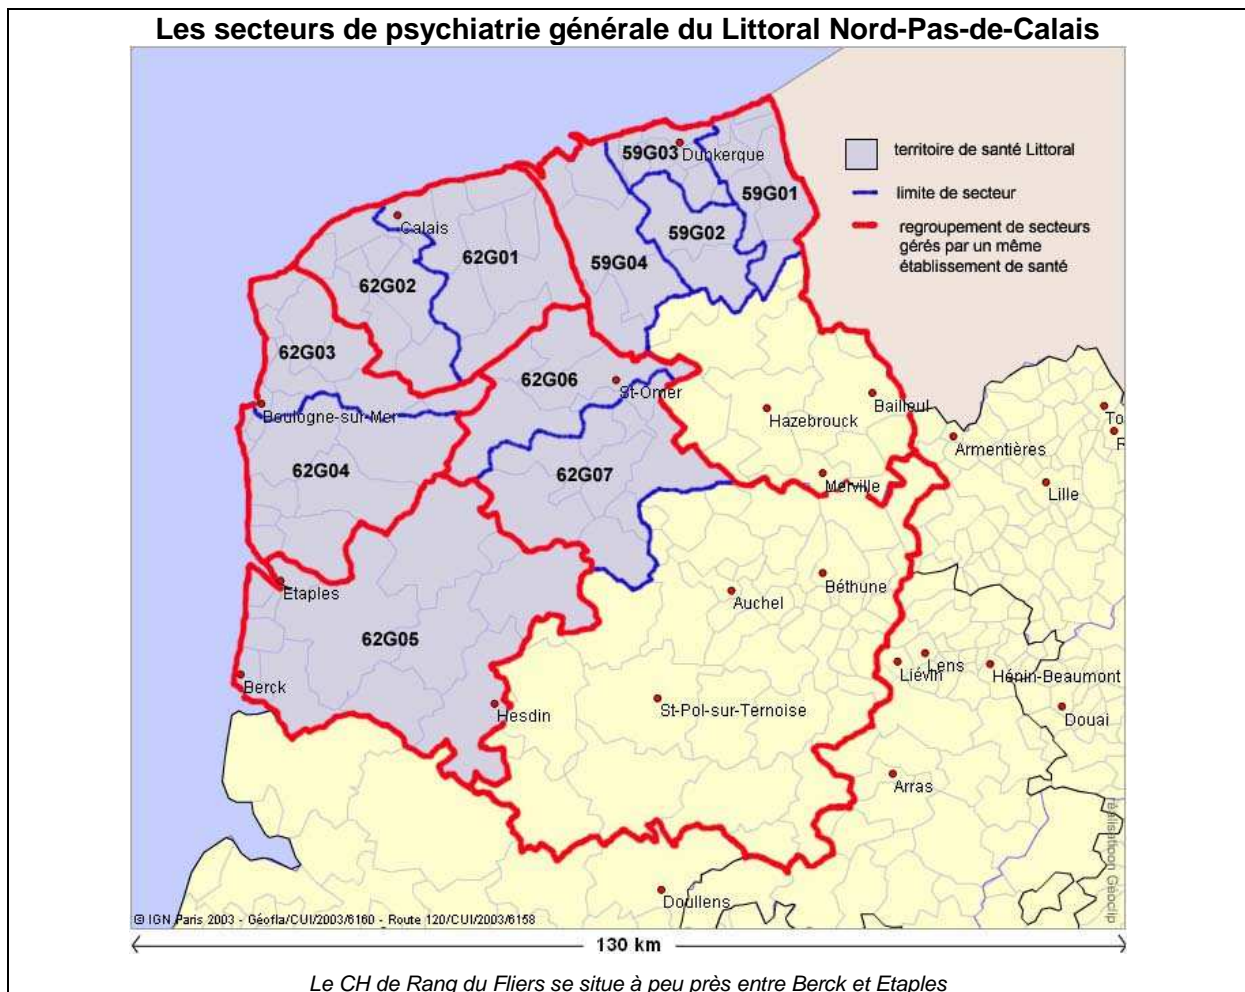 Les secteurs de psychiatrie générale du Littoral Nord-Pas-de-Calais
territoire de santé Littoral
limite de secteur
regroupement de secteurs
gérés par un même
établissement de santé
59G03
Dunkerque
59G01
59G02
59G04
Calais
62G01
62G02
62G03
62G06
St-Omer
Boulogne-sur-Mer
62G04
62G07
Hazebrouck
Bailleul
Armentières
To
R
Merville
Lille
Etaples
62G05
Auchel
Béthune
Berck
Hesdin
St-Pol-sur-Ternoise
Liévin
Lens
Hénin-Beaumont
Douai
Arras
Doullens
réalisation Géoclip
© IGN Paris 2003 - Géofla/CUI/2003/6160 - Route 120/CUI/2003/6158
130 km
Le CH de Rang du Fliers se situe à peu près entre Berck et Etaples